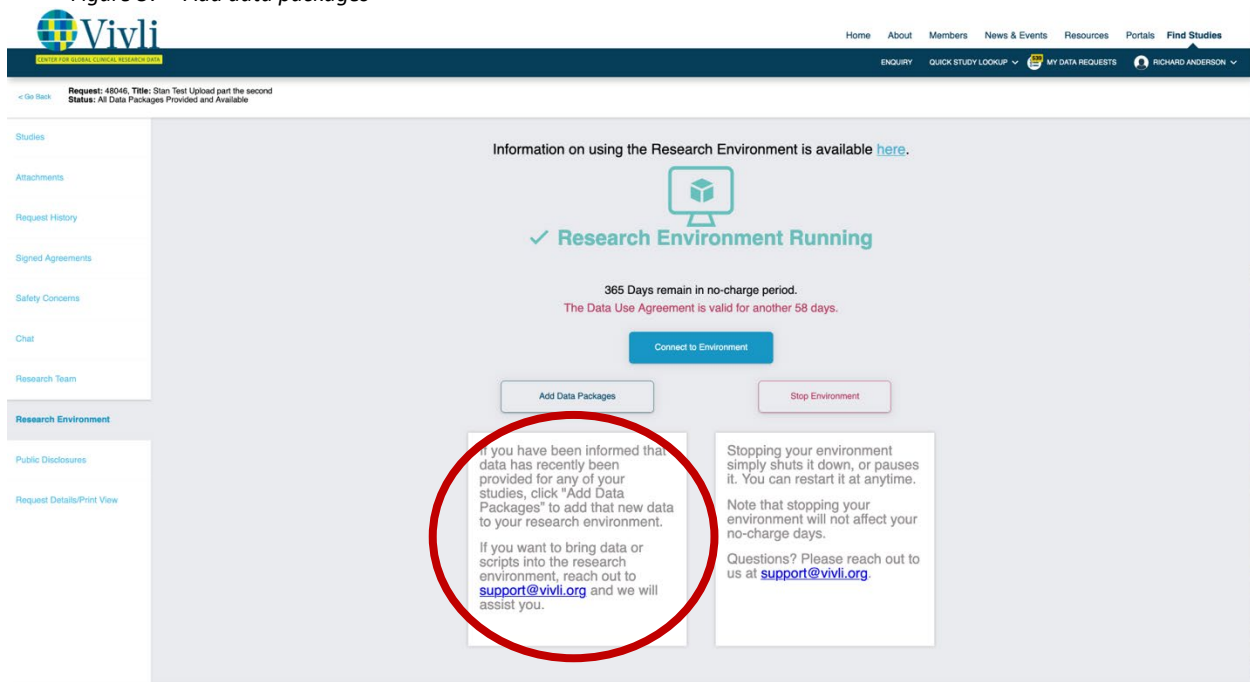 Vivli
CENTER FOR GLOBAL CLINICAL RESEARCH DATA
Home About Members News & Events Resources Portals Find Studies
ENQUIRY QUICK STUDY LOOKUP MY DATA REQUESTS RICHARD ANDERSON
< Go Back
Request: 48046, Title: Stan Test Upload part the second
Status: All Data Packages Provided and Available
Studies
Attachments
Request History
Signed Agreements
Safety Concerns
Chat
Research Team
Research Environment
Public Disclosures
Request Details/Print View
Information on using the Research Environment is available here.
✓ Research Environment Running
365 Days remain in no-charge period.
The Data Use Agreement is valid for another 58 days.
Connect to Environment
Add Data Packages
Stop Environment
If you have been informed that
data has recently been
provided for any of your
studies, click "Add Data
Packages" to add that new data
to your research environment.
If you want to bring data or
scripts into the research
environment, reach out to
support@vivli.org and we will
assist you.
Stopping your environment
simply shuts it down, or pauses
it. You can restart it at anytime.
Note that stopping your
environment will not affect your
no-charge days.
Questions? Please reach out to
us at support@vivli.org.